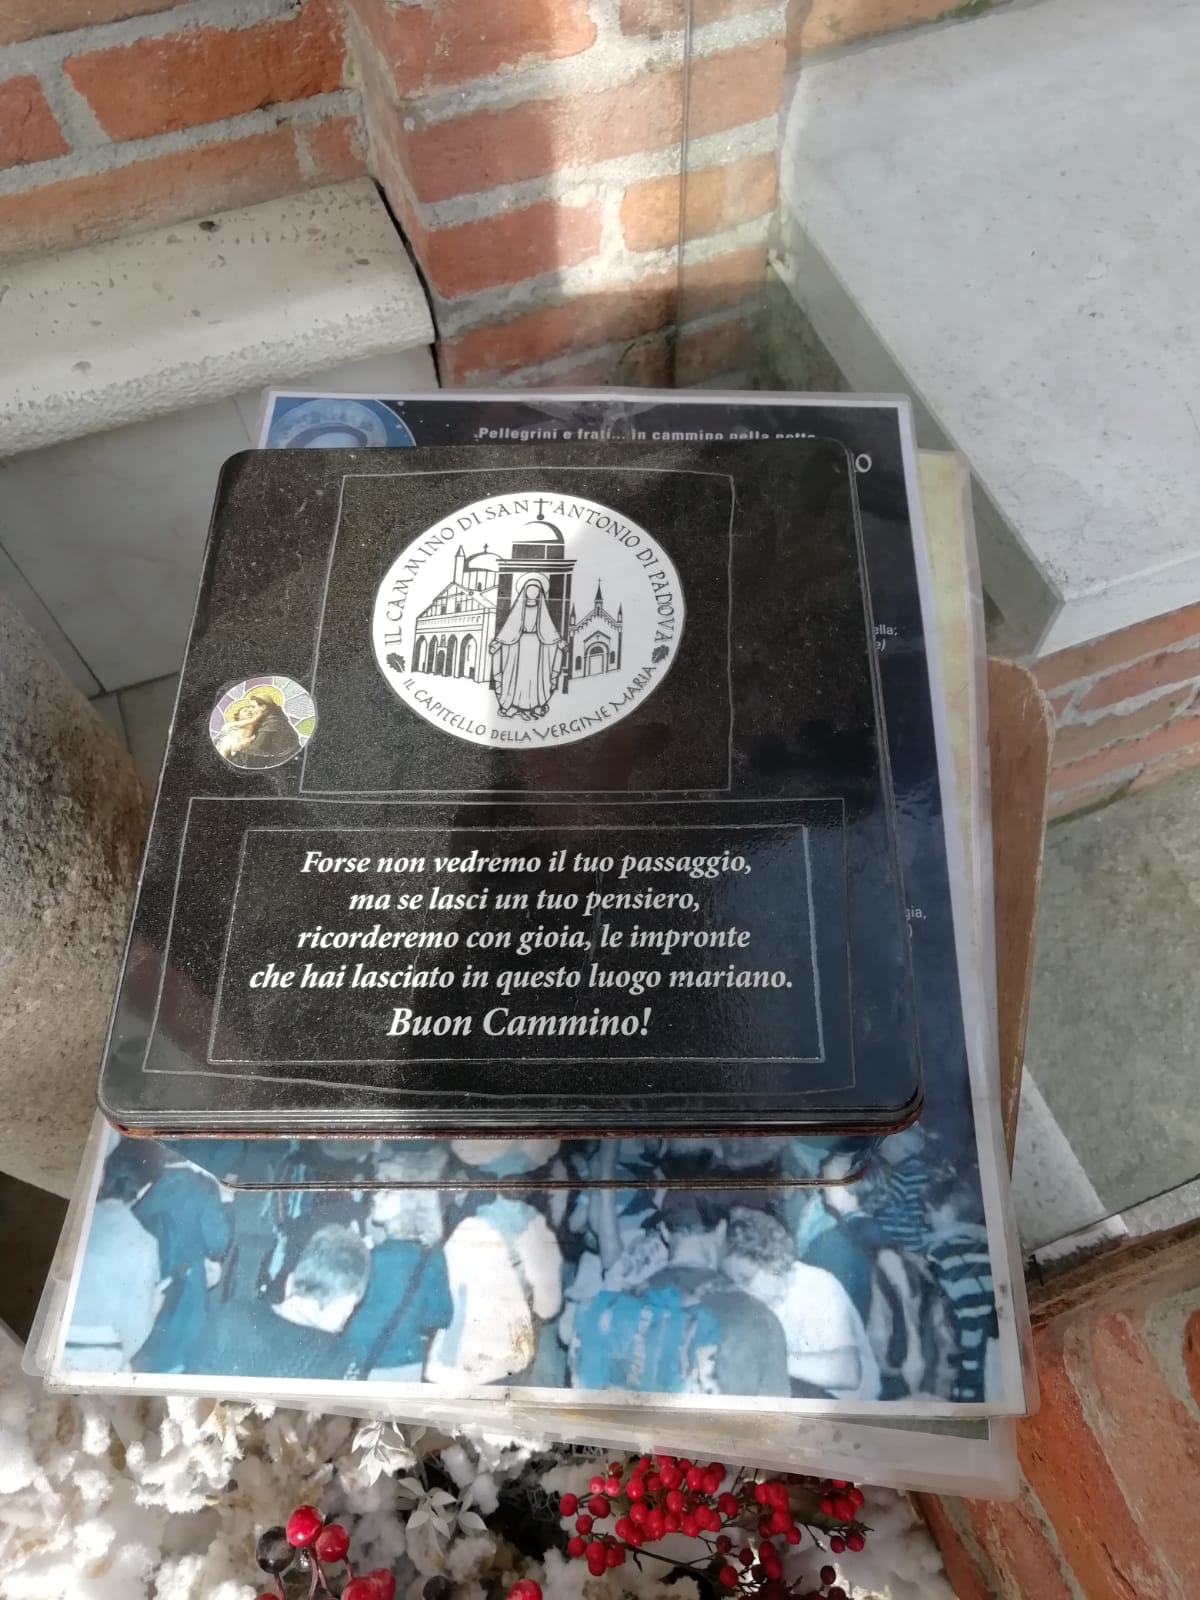 .Pellegrini e frati... in cammino nella notte
O
IL CAMMINO DI SANT'ANTONIO DI PADOVA
IL CAPITELLO DELLA VERGINE MARIA
ella;
e)
Forse non vedremo il tuo passaggio,
ma se lasci un tuo pensiero,
ricorderemo con gioia, le impronte
che hai lasciato in questo luogo mariano.
Buon Cammino!
gia,
)